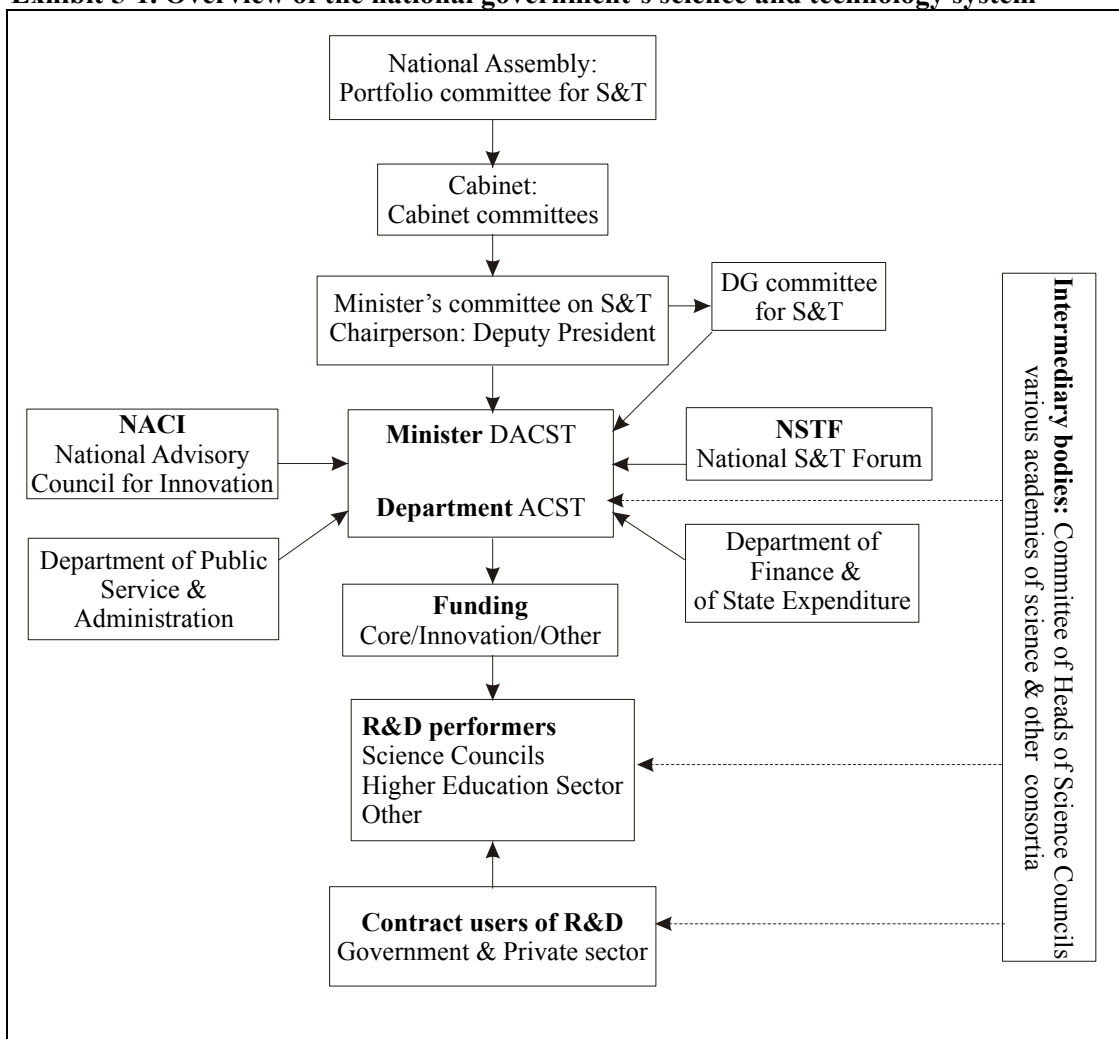 Exhibit 3-1. Overview of the national government's science and technology system
National Assembly:
Portfolio committee for S&T
Cabinet:
Cabinet committees
Minister's committee on S&T
Chairperson: Deputy President
DG committee
for S&T
NACI
National Advisory
Council for Innovation
Minister DACST
Department ACST
NSTF
National S&T Forum
Department of Public
Service &
Administration
Department of
Finance &
of State Expenditure
Funding
Core/Innovation/Other
R&D performers
Science Councils
Higher Education Sector
Other
Contract users of R&D
Government & Private sector
Intermediary bodies: Committee of Heads of Science Councils
various academies of science & other consortia